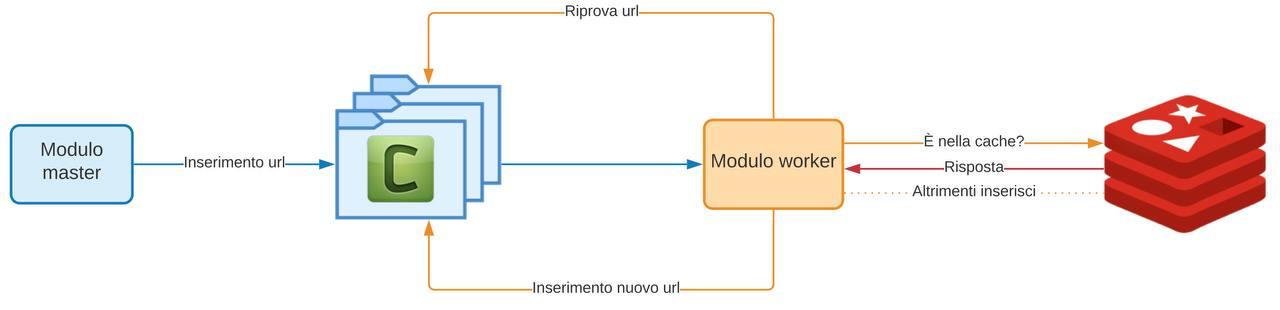 Riprova url
Modulo
master
Inserimento url
C
Modulo worker
È nella cache?
Risposta
Altrimenti inserisci
Inserimento nuovo url